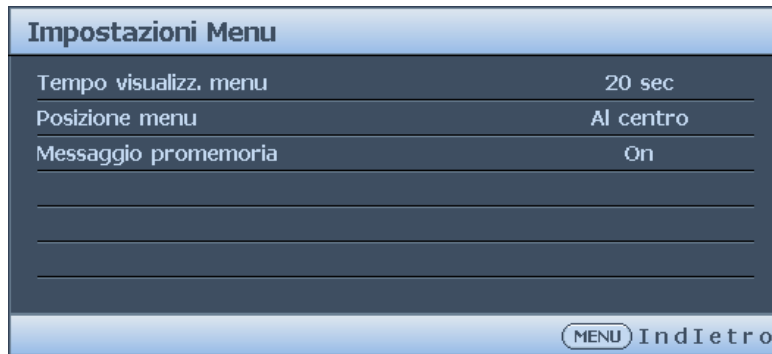 Impostazioni Menu
Tempo visualizz. menu 20 sec
Posizione menu Al centro
Messaggio promemoria On
MENU IndIetro